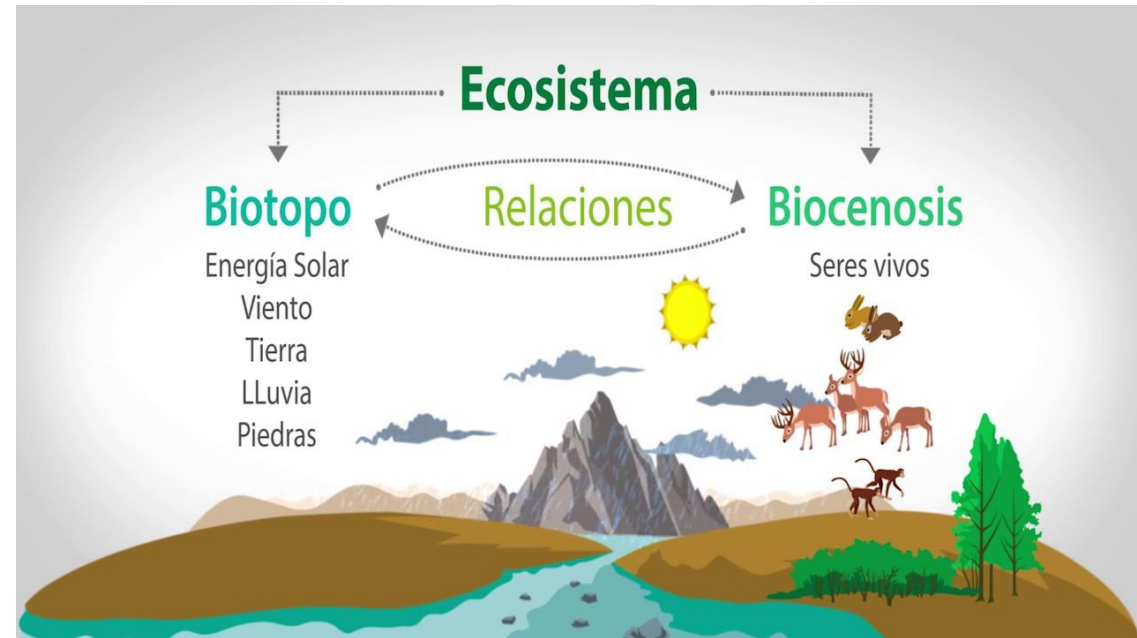 Ecosistema
Biotopo
Relaciones
Biocenosis
Energía Solar
Viento
Tierra
LLuvia
Piedras
Seres vivos